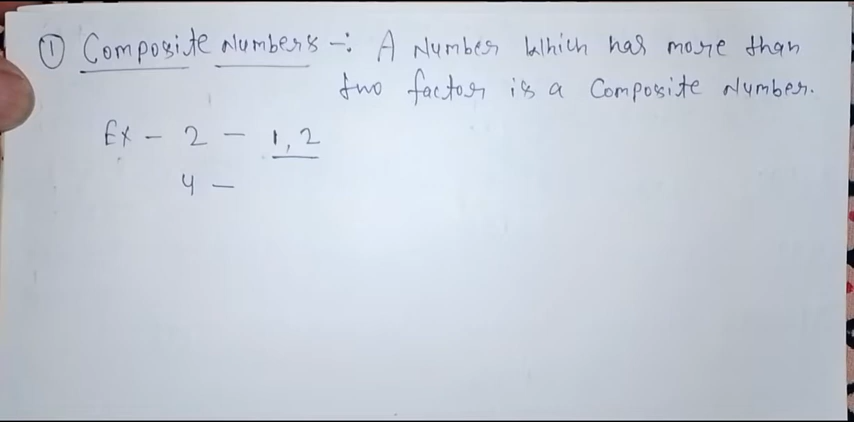 ① Composite Numbers -: A Number Which has more than
two factor is a Composite Number.
Ex - 2 - 1, 2
4 -